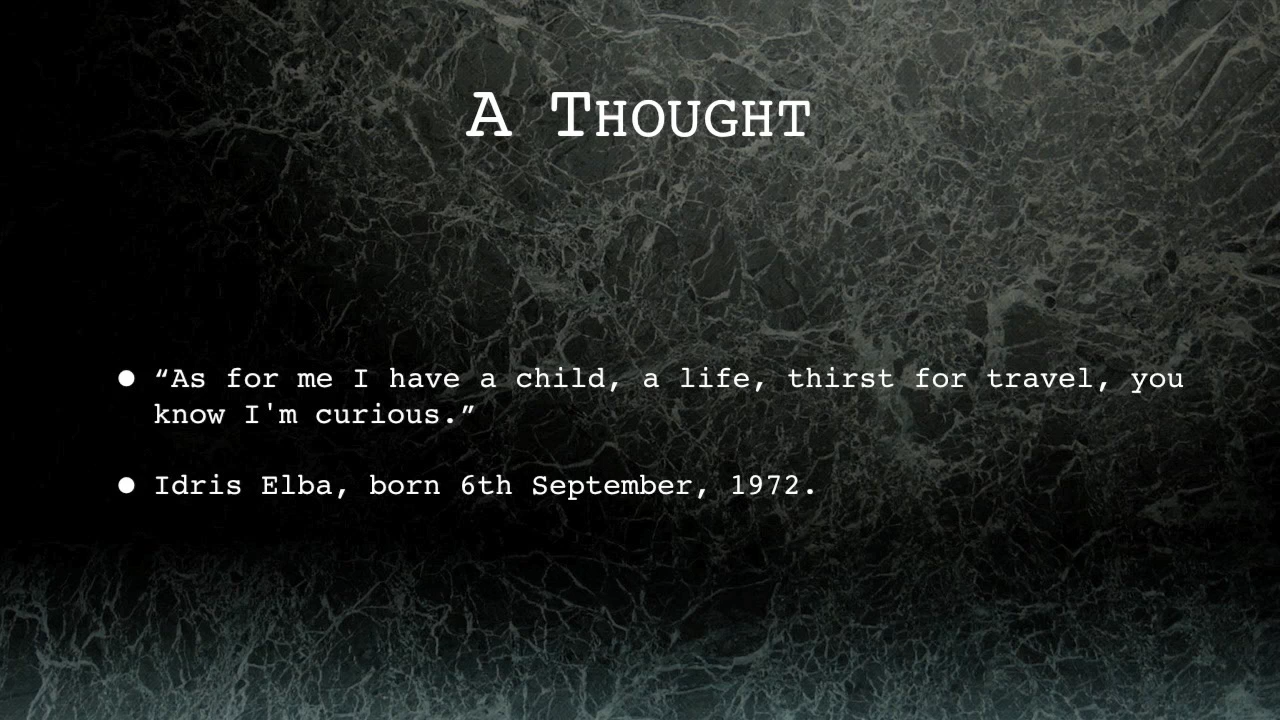 A Thought
● “As for me I have a child, a life, thirst for travel, you
know I'm curious.”
● Idris Elba, born 6th September, 1972.